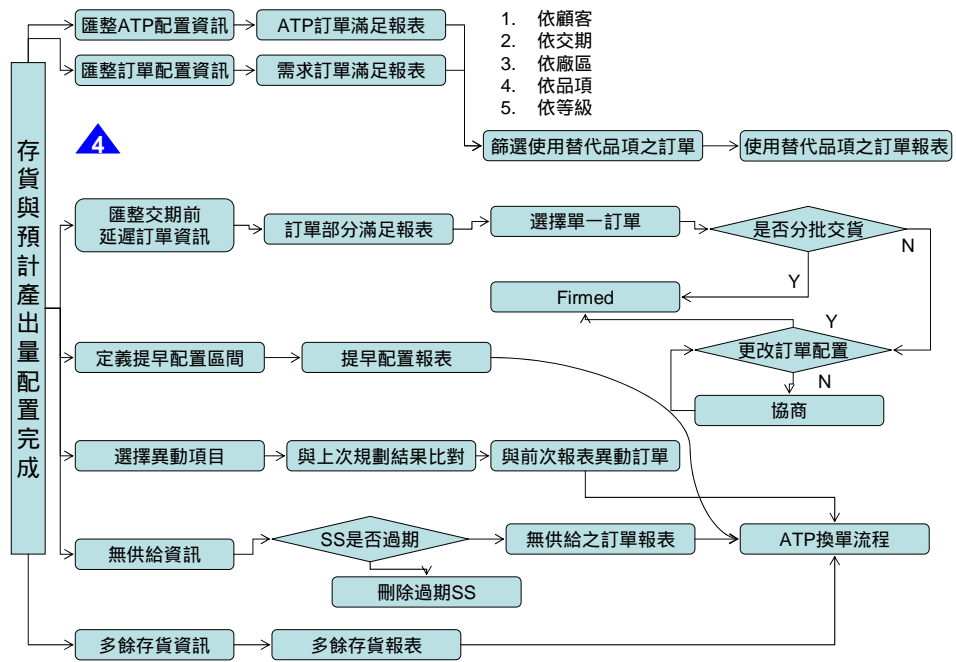 匯整ATP配置資訊
ATP訂單滿足報表
1. 依顧客
2. 依交期
3. 依廠區
4. 依品項
5. 依等級
匯整訂單配置資訊
需求訂單滿足報表
4
篩選使用替代品項之訂單
使用替代品項之訂單報表
存貨與預計產出量配置完成
匯整交期前
延遲訂單資訊
訂單部分滿足報表
選擇單一訂單
是否分批交貨
N
Y
Firmed
Y
定義提早配置區間
提早配置報表
更改訂單配置
N
協商
選擇異動項目
與上次規劃結果比對
與前次報表異動訂單
無供給資訊
SS是否過期
無供給之訂單報表
ATP換單流程
刪除過期SS
多餘存貨資訊
多餘存貨報表